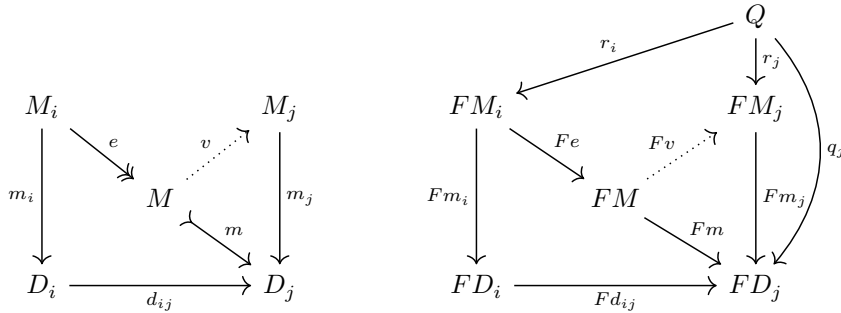 Q
r_i r_j
M_i M_j FM_i FM_j
e v Fe Fv q_j
m_i M m_j Fm_i FM Fm_j
m Fm
D_i d_{ij} D_j FD_i Fd_{ij} FD_j